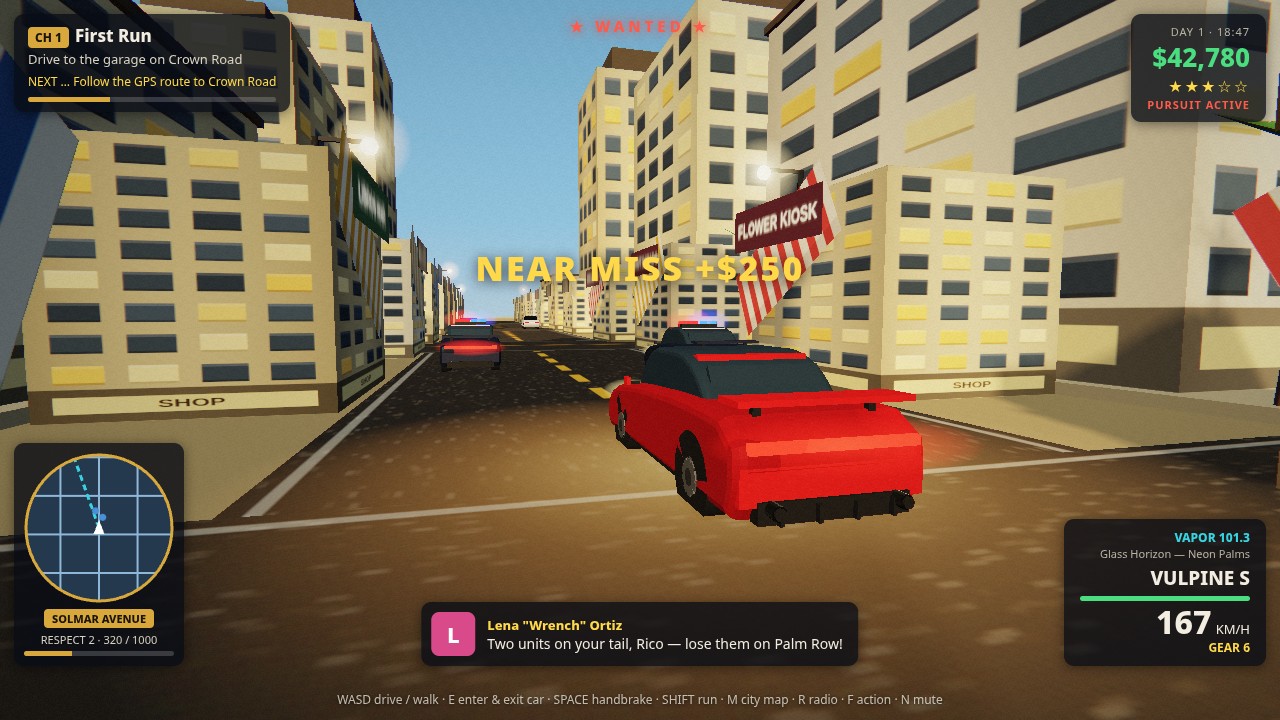 CH 1 First Run
Drive to the garage on Crown Road
NEXT ... Follow the GPS route to Crown Road
★ WANTED ★
DAY 1 · 18:47
$42,780
★★★☆☆
PURSUIT ACTIVE
FLOWER KIOSK
NEAR MISS +$250
SHOP
SHOP
SHOP
SOLMAR AVENUE
RESPECT 2 · 320 / 1000
L
Lena "Wrench" Ortiz
Two units on your tail, Rico — lose them on Palm Row!
VAPOR 101.3
Glass Horizon — Neon Palms
VULPINE S
167 KM/H
GEAR 6
WASD drive / walk · E enter & exit car · SPACE handbrake · SHIFT run · M city map · R radio · F action · N mute